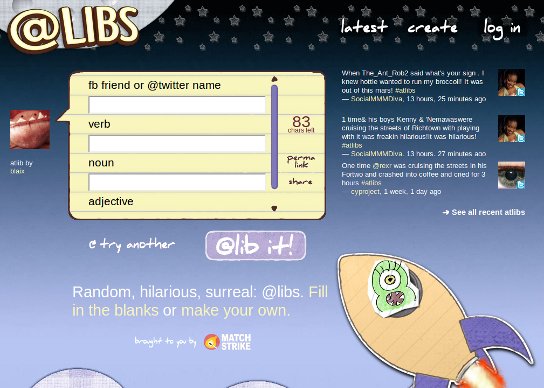 @LIBS
latest create log in
fb friend or @twitter name
verb
noun
adjective
83
chars left
perma
link
share
atlib by
blaix
@ try another
@lib it!
Random, hilarious, surreal: @libs. Fill
in the blanks or make your own.
brought to you by MATCH
STRIKE
When The_Ant_Rob2 said what's your sign.. I
knew hottie wanted to run my broccoli! It was
out of this mars! #atlibs
— SocialMMMDiva, 13 hours, 25 minutes ago
1 time& his boys Kenny & 'Nemawaswere
cruising the streets of Richtown with playing
with it was freakin hilarious!It was hilarious!
#atlibs
— SocialMMMDiva, 13 hours, 27 minutes ago
One time @rexr was cruising the streets in his
Fortwo and crashed into coffee and cried for 3
hours #atlibs
— cyproject, 1 week, 1 day ago
➔ See all recent atlibs